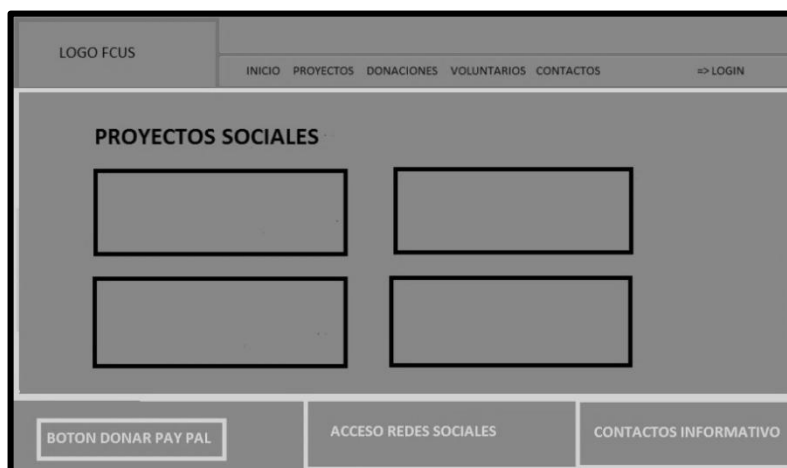 LOGO FCUS
INICIO PROYECTOS DONACIONES VOLUNTARIOS CONTACTOS => LOGIN
PROYECTOS SOCIALES
BOTON DONAR PAY PAL
ACCESO REDES SOCIALES
CONTACTOS INFORMATIVO